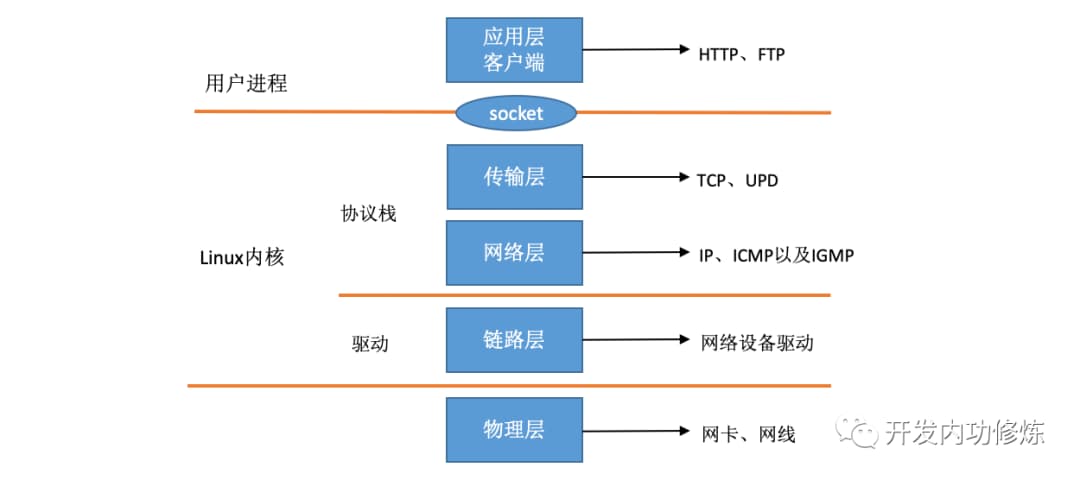 应用层
客户端
HTTP、FTP
用户进程
socket
传输层
TCP、UPD
协议栈
Linux内核
网络层
IP、ICMP以及IGMP
驱动
链路层
网络设备驱动
物理层
网卡、网线
开发内功修炼